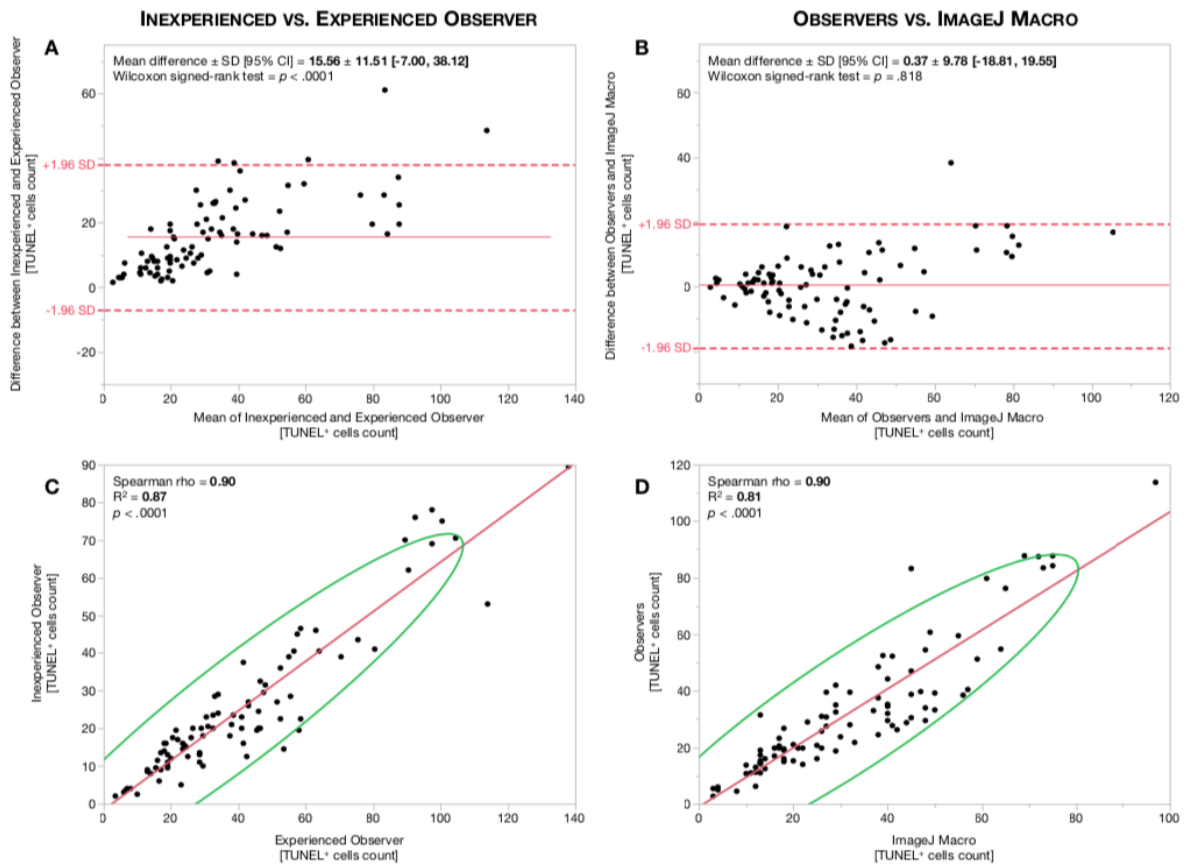 INEXPERIENCED VS. EXPERIENCED OBSERVER
OBSERVERS VS. IMAGEJ MACRO
A
Difference between Inexperienced and Experienced Observer
[TUNEL+ cells count]
Mean difference ± SD [95% CI] = 15.56 ± 11.51 [-7.00, 38.12]
Wilcoxon signed-rank test = p < .0001
60
+1.96 SD
20
0
-1.96 SD
-20
0 20 40 60 80 100 120 140
Mean of Inexperienced and Experienced Observer
[TUNEL+ cells count]
B
Difference between Observers and ImageJ Macro
[TUNEL+ cells count]
Mean difference ± SD [95% CI] = 0.37 ± 9.78 [-18.81, 19.55]
Wilcoxon signed-rank test = p = .818
60
40
+1.96 SD
0
-1.96 SD
0 20 40 60 80 100 120
Mean of Observers and ImageJ Macro
[TUNEL+ cells count]
C
Inexperienced Observer
[TUNEL+ cells count]
Spearman rho = 0.90
R2 = 0.87
p < .0001
90
80
70
60
50
40
30
20
10
0
0 20 40 60 80 100 120 140
Experienced Observer
[TUNEL+ cells count]
D
Observers
[TUNEL+ cells count]
Spearman rho = 0.90
R2 = 0.81
p < .0001
120
100
80
60
40
20
0
0 20 40 60 80 100
ImageJ Macro
[TUNEL+ cells count]